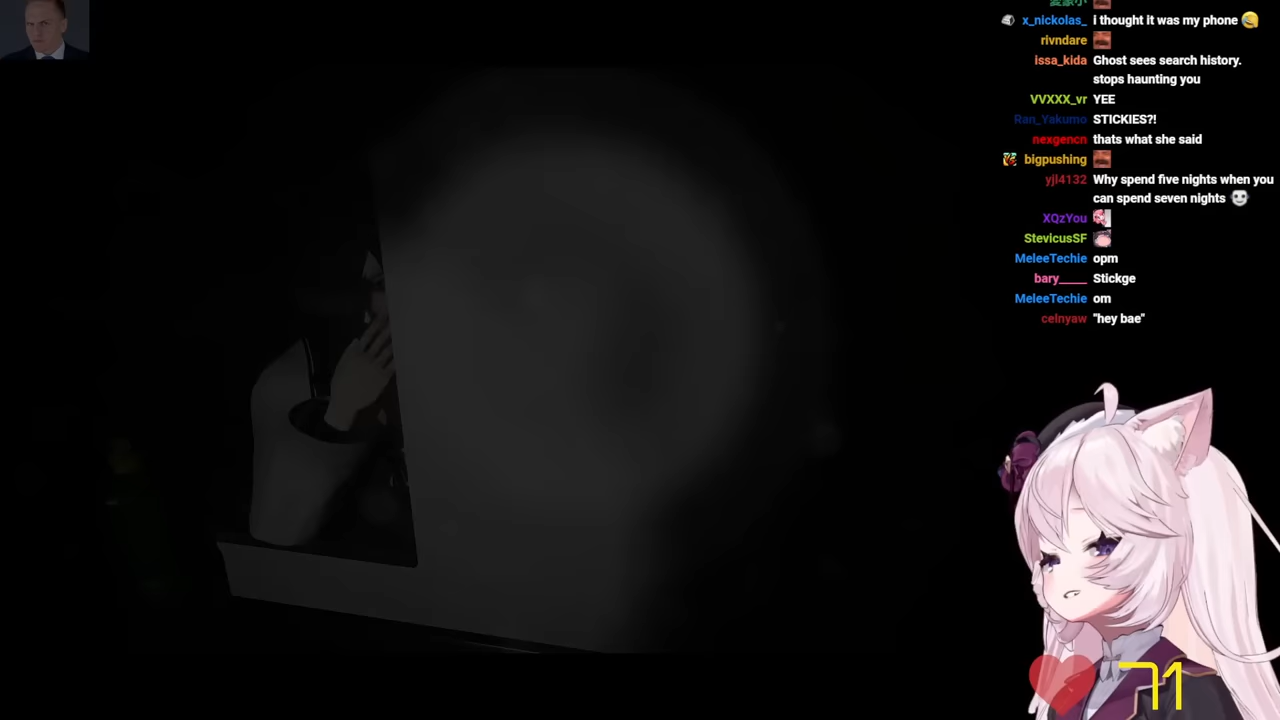 x_nickolas_ i thought it was my phone
rivndare
issa_kida Ghost sees search history.
stops haunting you
VVXXX_vr YEE
Ran_Yakumo STICKIES?!
nexgencn thats what she said
bigpushing
yjl4132 Why spend five nights when you
can spend seven nights
XQzYou
StevicusSF
MeleeTechie opm
bary_____ Stickge
MeleeTechie om
celnyaw "hey bae"
71